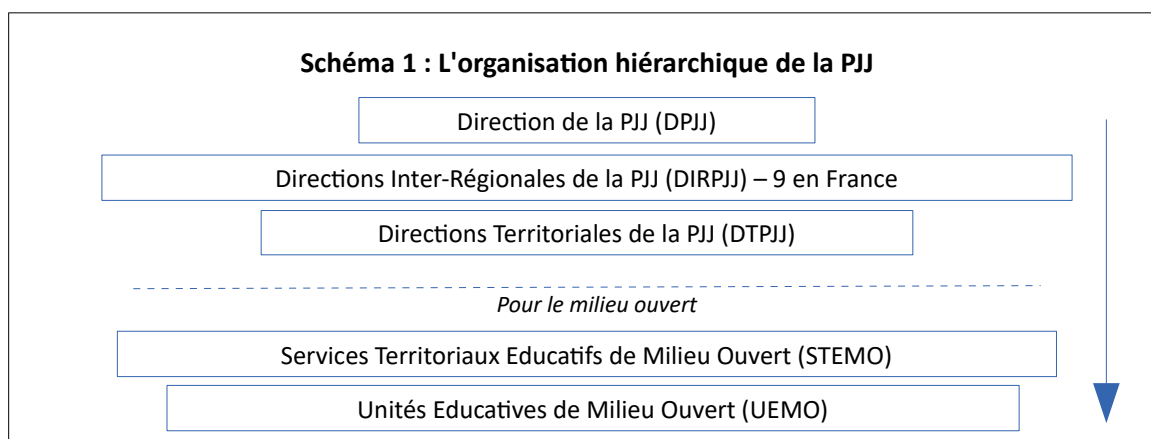 Schéma 1 : L'organisation hiérarchique de la PJJ
Direction de la PJJ (DPJJ)
Directions Inter-Régionales de la PJJ (DIRPJJ) – 9 en France
Directions Territoriales de la PJJ (DTPJJ)
Pour le milieu ouvert
Services Territoriaux Educatifs de Milieu Ouvert (STEMO)
Unités Educatives de Milieu Ouvert (UEMO)